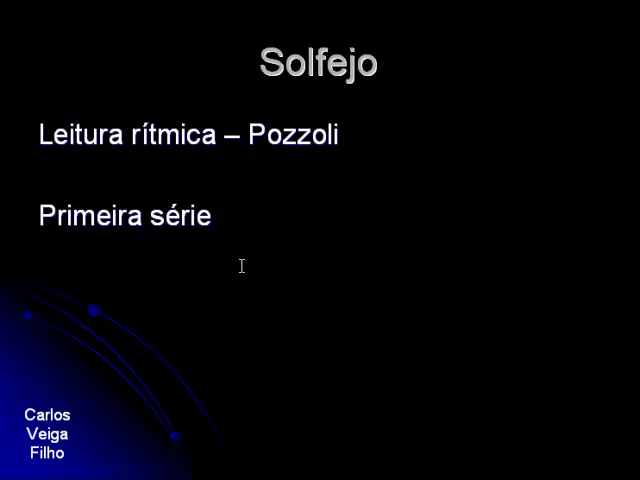 Solfejo
Leitura rítmica – Pozzoli
Primeira série
Carlos
Veiga
Filho